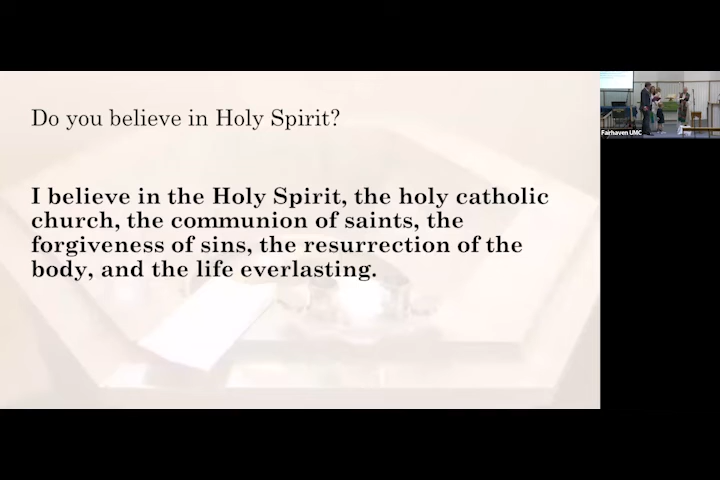 Do you believe in Holy Spirit?
I believe in the Holy Spirit, the holy catholic
church, the communion of saints, the
forgiveness of sins, the resurrection of the
body, and the life everlasting.
Fairhaven UMC